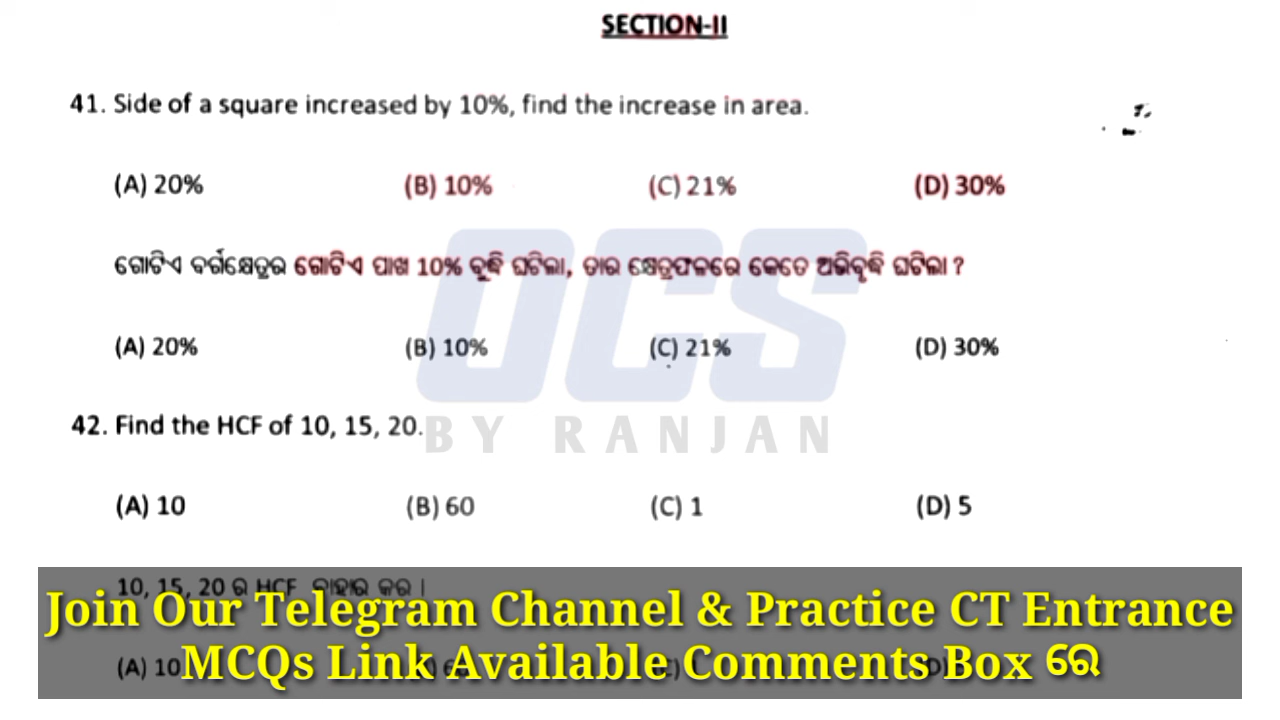 SECTION-II
41. Side of a square increased by 10%, find the increase in area.
(A) 20% (B) 10% (C) 21% (D) 30%
ଗୋଟିଏ ବର୍ଗକ୍ଷେତ୍ରର ଗୋଟିଏ ପାଖ 10% ବୃଦ୍ଧି ଘଟିଲା, ତାର କ୍ଷେତ୍ରଫଳରେ କେତେ ଅଭିବୃଦ୍ଧି ଘଟିଲା ?
(A) 20% (B) 10% (C) 21% (D) 30%
OCS
42. Find the HCF of 10, 15, 20.
BY RANJAN
(A) 10 (B) 60 (C) 1 (D) 5
10, 15, 20 ର HCF ବାହାର କର ।
Join Our Telegram Channel & Practice CT Entrance
(A) 10
MCQs Link Available Comments Box ରେ